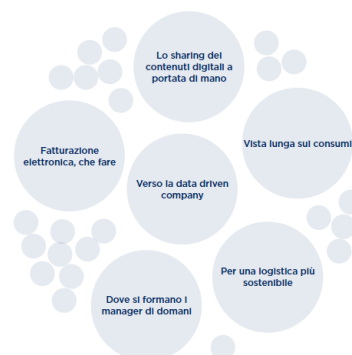 Lo sharing dei
contenuti digitali a
portata di mano
Vista lunga sui consumi
Fatturazione
elettronica, che fare
Verso la data driven
company
Per una logistica più
sostenibile
Dove si formano i
manager di domani